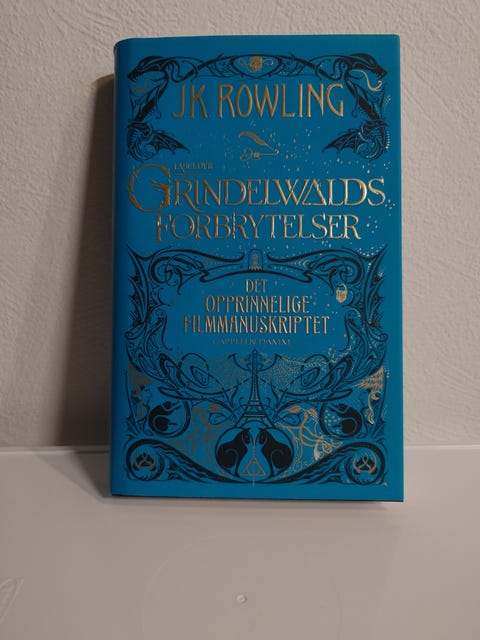 J.K. ROWLING
FABELDYR
GRINDELWALDS
FORBRYTELSER
DET
OPPRINNELIGE
FILMMANUSKRIPTET
CAPPELEN DAMM